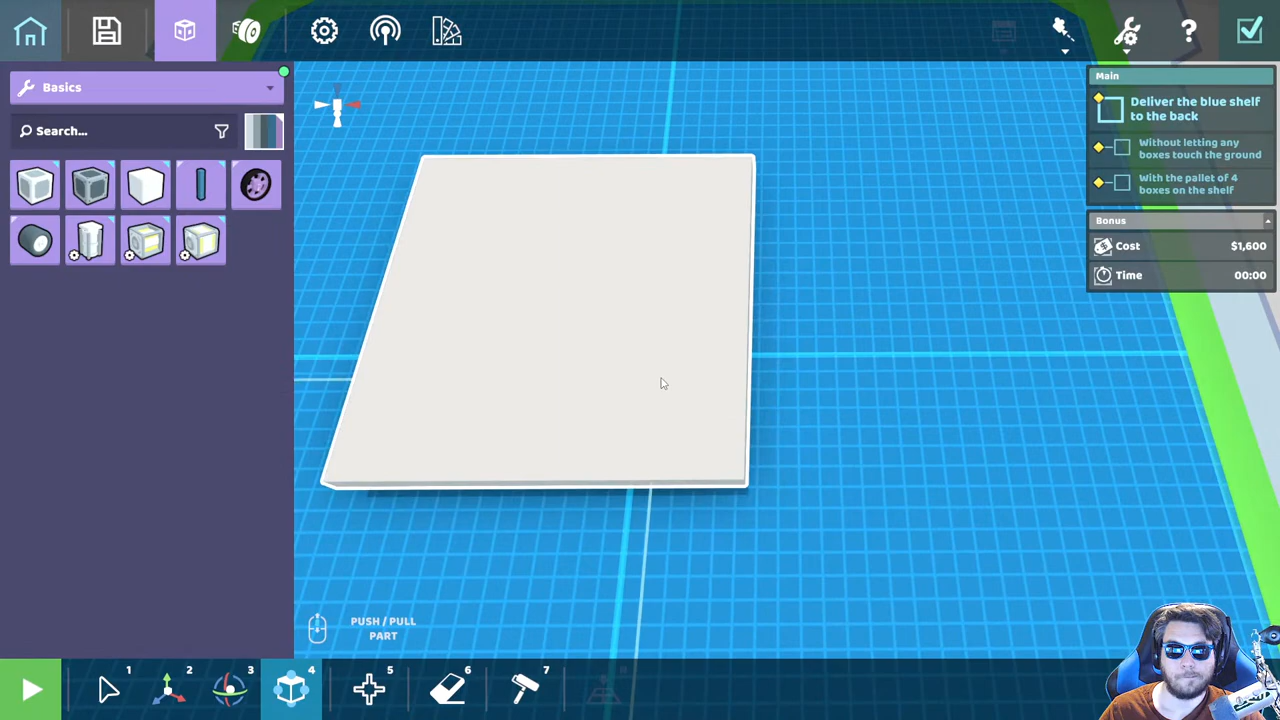 Basics
Search...
Main
Deliver the blue shelf
to the back
Without letting any
boxes touch the ground
With the pallet of 4
boxes on the shelf
Bonus
Cost $1,600
Time 00:00
PUSH / PULL
PART
1 2 3 4 5 6 7 8
?